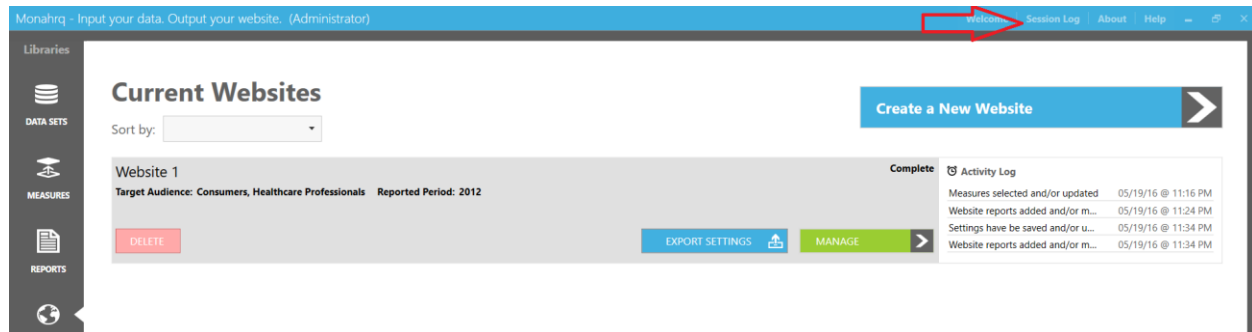 Monahrq - Input your data. Output your website. (Administrator)
Welcome Session Log About Help
Libraries
DATA SETS
MEASURES
REPORTS
Current Websites
Sort by:
Create a New Website
Website 1
Complete
Target Audience: Consumers, Healthcare Professionals Reported Period: 2012
DELETE
EXPORT SETTINGS
MANAGE
Activity Log
Measures selected and/or updated 05/19/16 @ 11:16 PM
Website reports added and/or m... 05/19/16 @ 11:24 PM
Settings have be saved and/or u... 05/19/16 @ 11:34 PM
Website reports added and/or m... 05/19/16 @ 11:34 PM